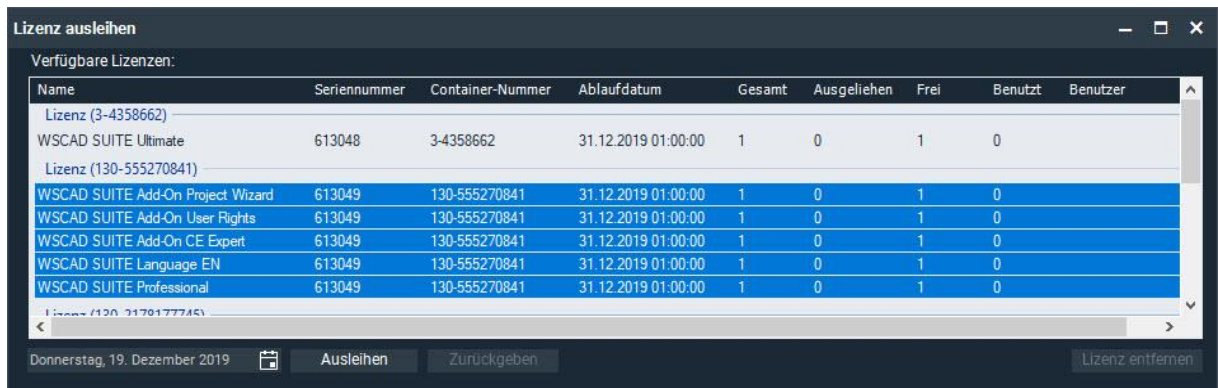 Lizenz ausleihen
Verfügbare Lizenzen:
Name Seriennummer Container-Nummer Ablaufdatum Gesamt Ausgeliehen Frei Benutzt Benutzer
Lizenz (3-4358662)
WSCAD SUITE Ultimate 613048 3-4358662 31.12.2019 01:00:00 1 0 1 0
Lizenz (130-555270841)
WSCAD SUITE Add-On Project Wizard 613049 130-555270841 31.12.2019 01:00:00 1 0 1 0
WSCAD SUITE Add-On User Rights 613049 130-555270841 31.12.2019 01:00:00 1 0 1 0
WSCAD SUITE Add-On CE Expert 613049 130-555270841 31.12.2019 01:00:00 1 0 1 0
WSCAD SUITE Language EN 613049 130-555270841 31.12.2019 01:00:00 1 0 1 0
WSCAD SUITE Professional 613049 130-555270841 31.12.2019 01:00:00 1 0 1 0
Lizenz (130-2178177745)
Donnerstag, 19. Dezember 2019 Ausleihen Zurückgeben Lizenz entfernen